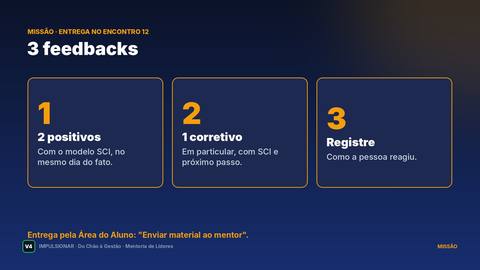 MISSÃO · ENTREGA NO ENCONTRO 12
3 feedbacks
1
2 positivos
Com o modelo SCI, no
mesmo dia do fato.
2
1 corretivo
Em particular, com SCI e
próximo passo.
3
Registre
Como a pessoa reagiu.
Entrega pela Área do Aluno: "Enviar material ao mentor".
V4 IMPULSIONAR · Do Chão à Gestão · Mentoria de Líderes
MISSÃO